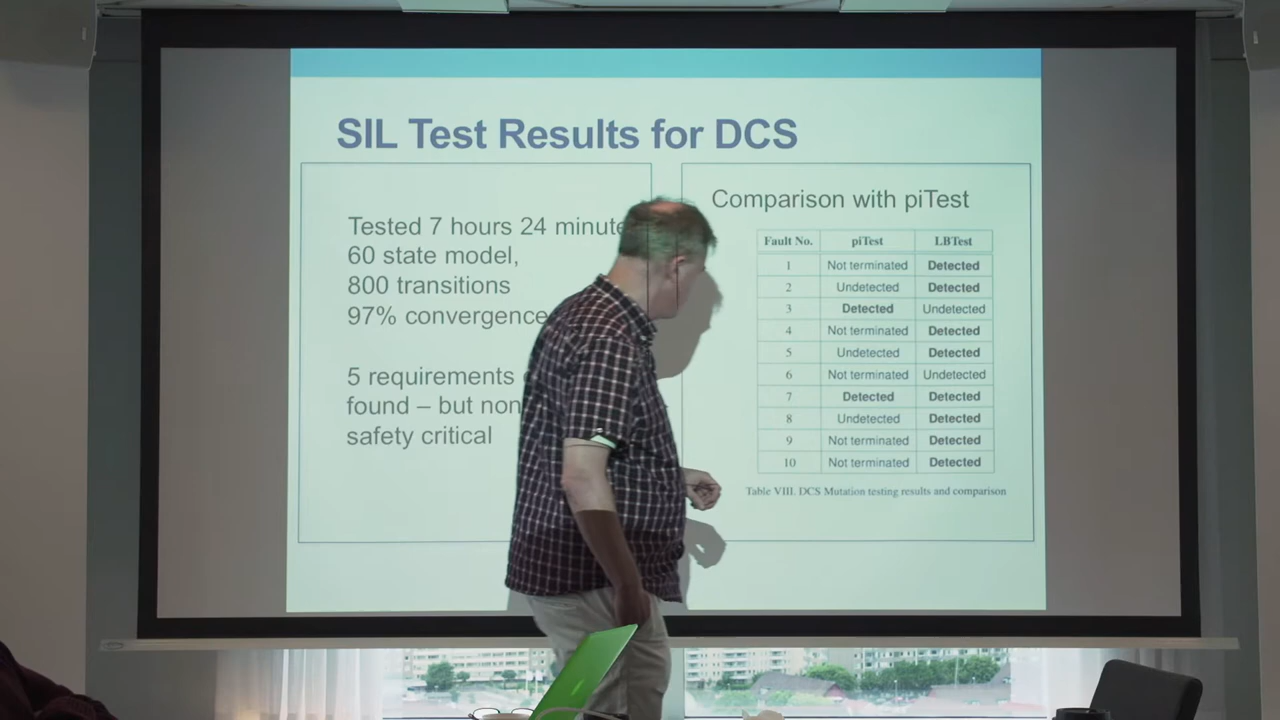 SIL Test Results for DCS
Tested 7 hours 24 minute
60 state model,
800 transitions
97% convergence
5 requirements
found – but non
safety critical
Comparison with piTest
Fault No. piTest LBTest
1 Not terminated Detected
2 Undetected Detected
3 Detected Undetected
4 Not terminated Detected
5 Undetected Detected
6 Not terminated Undetected
7 Detected Detected
8 Undetected Detected
9 Not terminated Detected
10 Not terminated Detected
Table VIII. DCS Mutation testing results and comparison